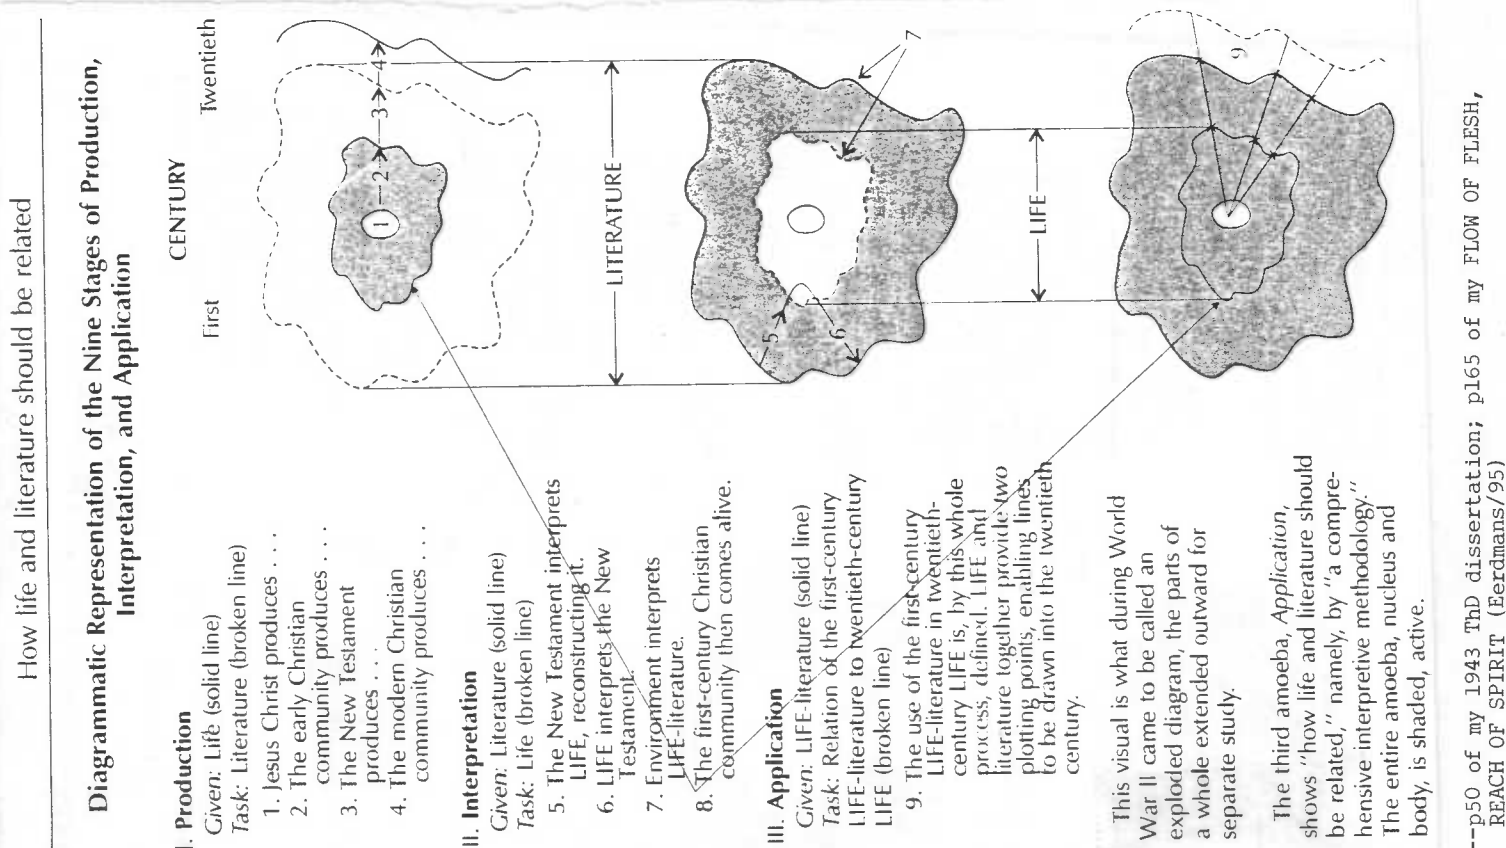 How life and literature should be related
Diagrammatic Representation of the Nine Stages of Production,
Interpretation, and Application
I. Production
Given: Life (solid line)
Task: Literature (broken line)
1. Jesus Christ produces . . .
2. The early Christian
community produces . . .
3. The New Testament
produces . . .
4. The modern Christian
community produces . . .
CENTURY
First
Twentieth
1
2
3
4
II. Interpretation
Given: Literature (solid line)
Task: Life (broken line)
5. The New Testament interprets
LIFE, reconstructing it.
6. LIFE interprets the New
Testament.
7. Environment interprets
LIFE-literature.
8. The first-century Christian
community then comes alive.
LITERATURE
5
6
7
III. Application
Given: LIFE-literature (solid line)
Task: Relation of the first-century
LIFE-literature to twentieth-century
LIFE (broken line)
9. The use of the first-century
LIFE-literature in twentieth-
century LIFE is, by this whole
process, defined. LIFE and
literature together provide two
plotting points, enabling lines
to be drawn into the twentieth
century.
LIFE
9
This visual is what during World
War II came to be called an
exploded diagram, the parts of
a whole extended outward for
separate study.
The third amoeba, Application,
shows "how life and literature should
be related," namely, by "a compre-
hensive interpretive methodology."
The entire amoeba, nucleus and
body, is shaded, active.
--p50 of my 1943 ThD dissertation; p165 of my FLOW OF FLESH,
REACH OF SPIRIT (Eerdmans/95)